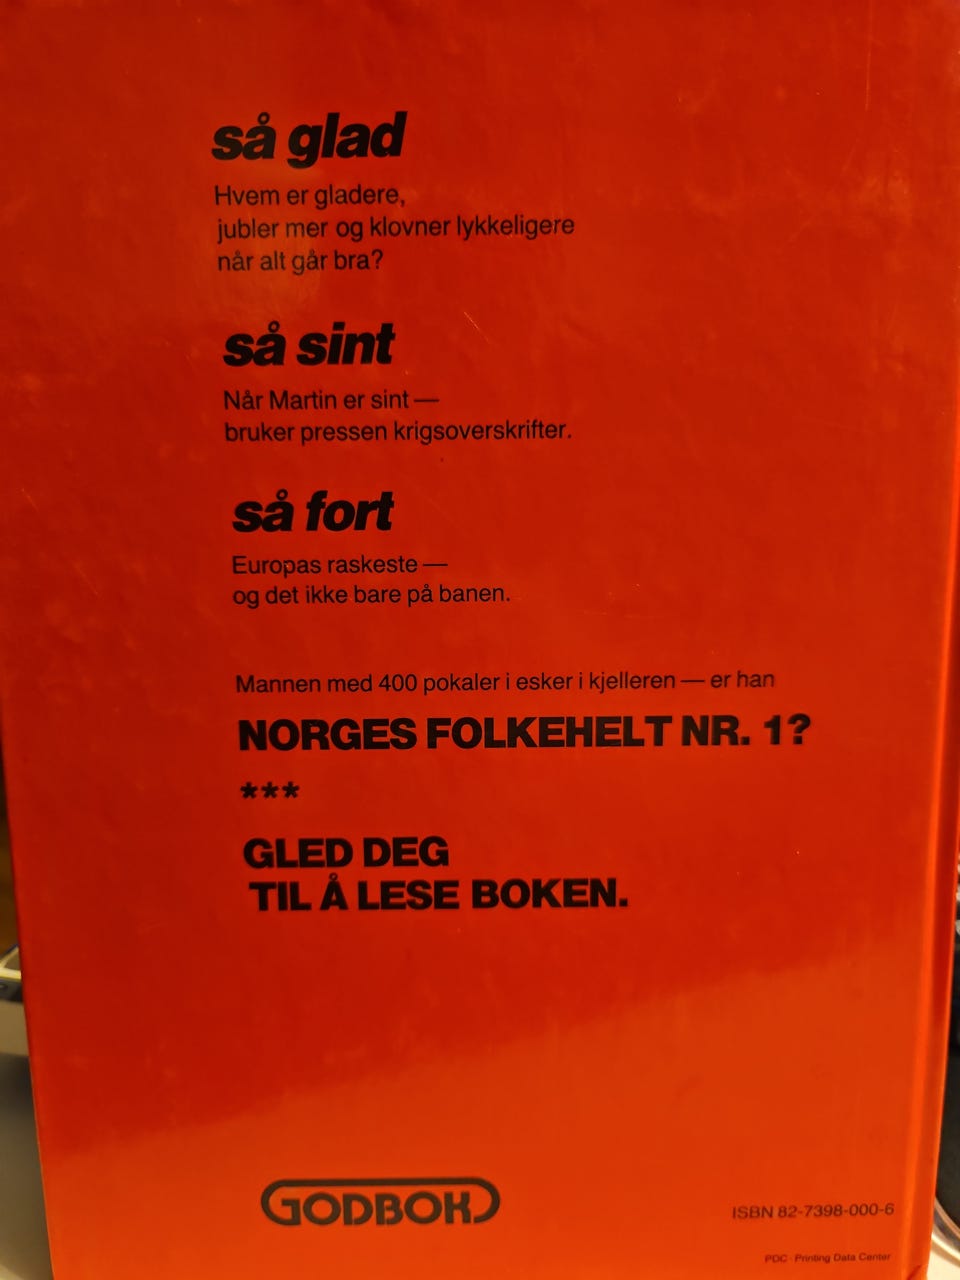 så glad
Hvem er gladere,
jubler mer og klovner lykkeligere
når alt går bra?
så sint
Når Martin er sint —
bruker pressen krigsoverskrifter.
så fort
Europas raskeste —
og det ikke bare på banen.
Mannen med 400 pokaler i esker i kjelleren — er han
NORGES FOLKEHELT NR. 1?
***
GLED DEG
TIL Å LESE BOKEN.
GODBOK
ISBN 82-7398-000-6
PDC - Printing Data Center